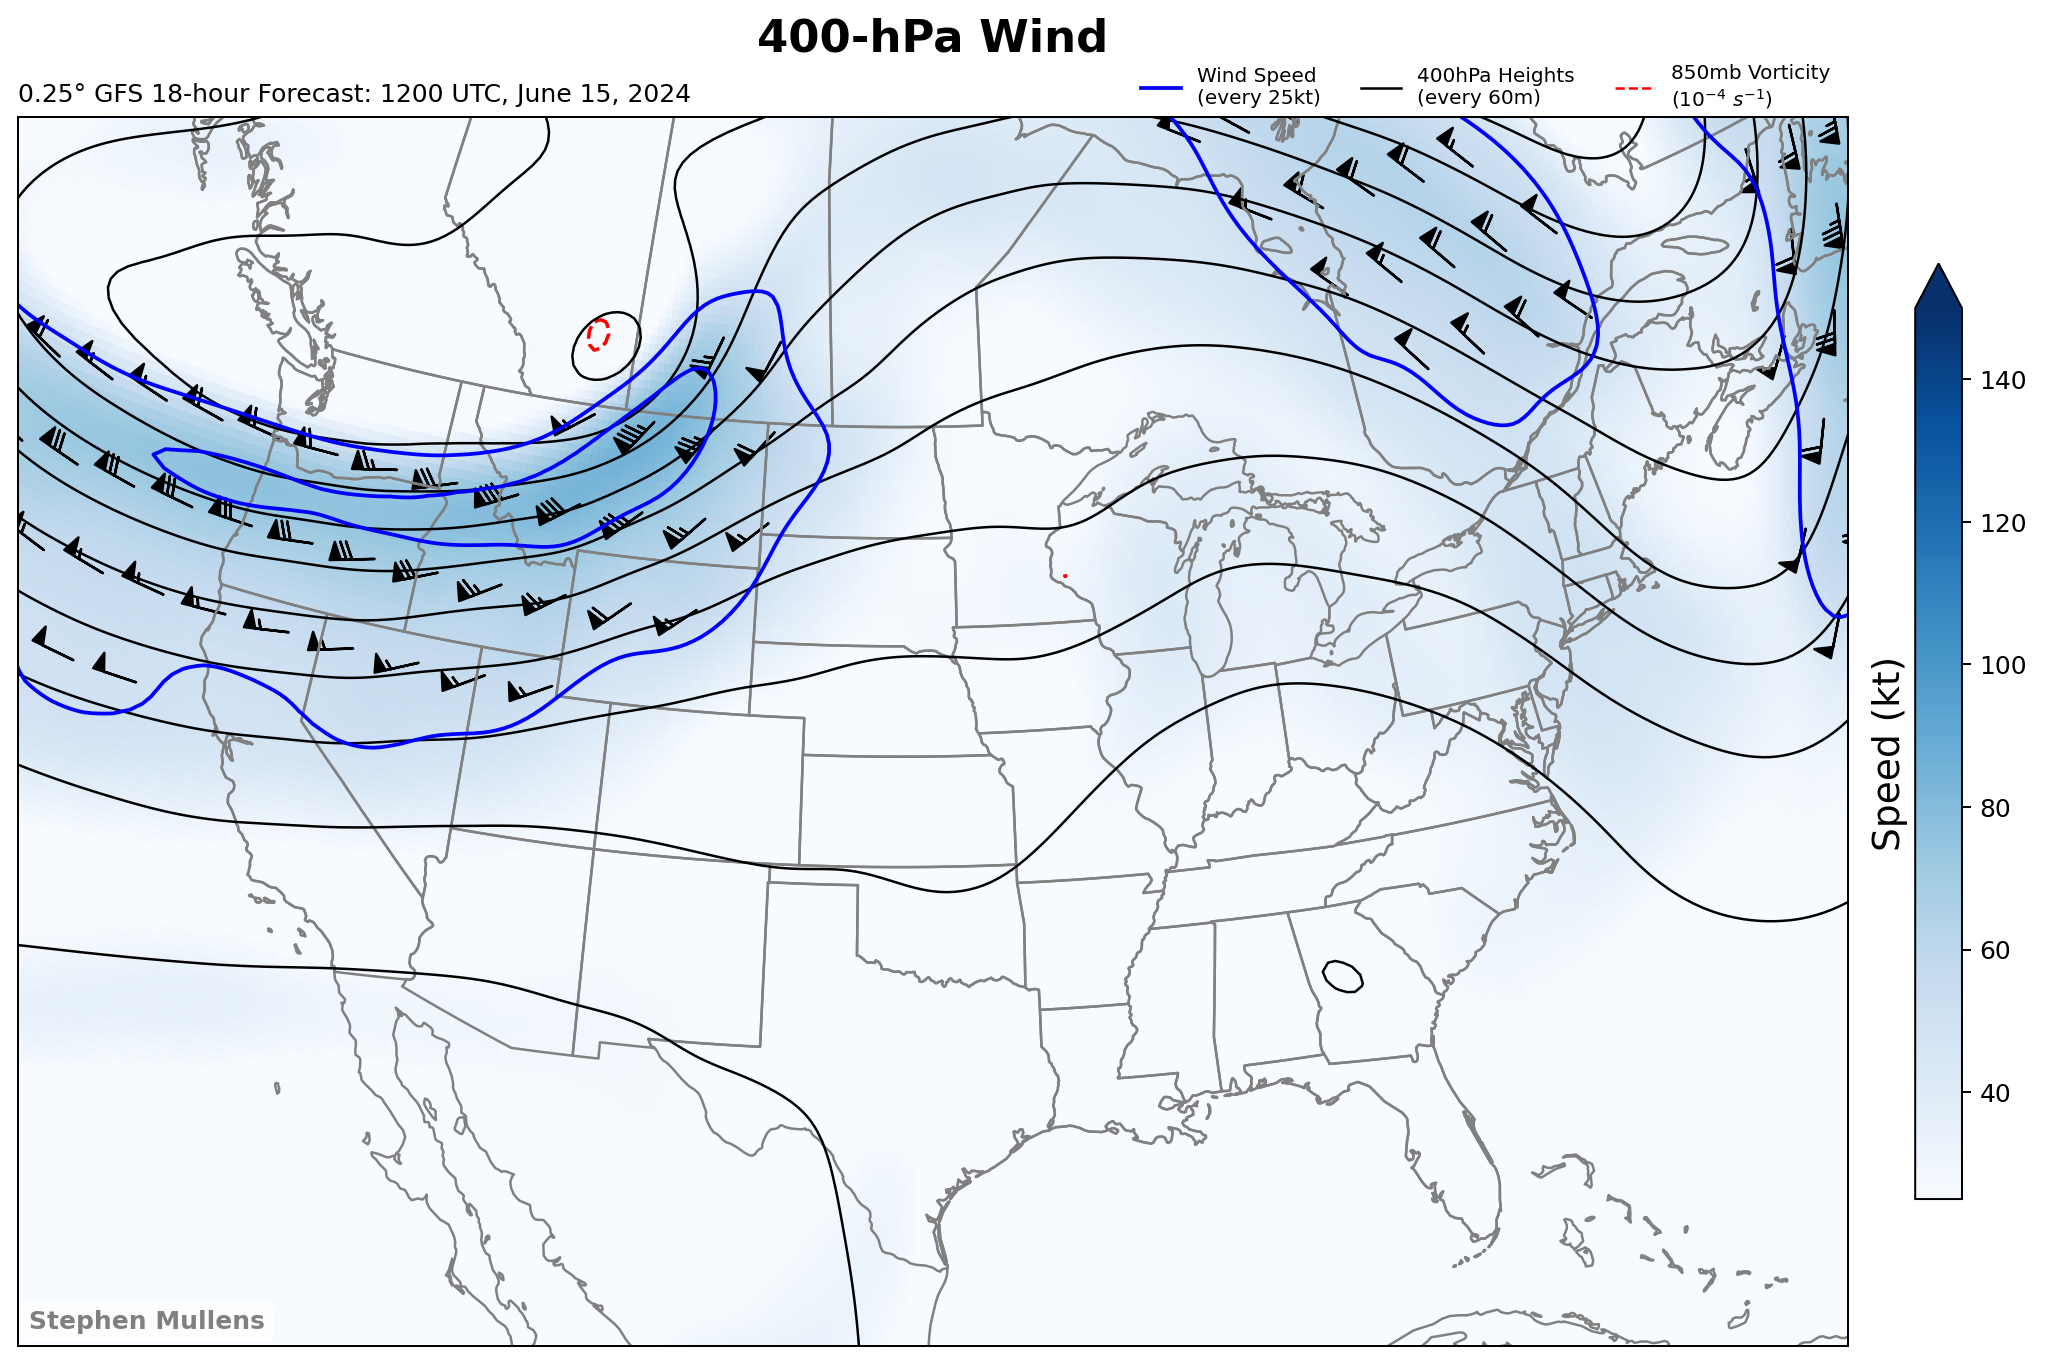 400-hPa Wind
0.25° GFS 18-hour Forecast: 1200 UTC, June 15, 2024
Wind Speed
(every 25kt)
400hPa Heights
(every 60m)
850mb Vorticity
(10⁻⁴ s⁻¹)
140
120
100
80
60
40
Speed (kt)
Stephen Mullens